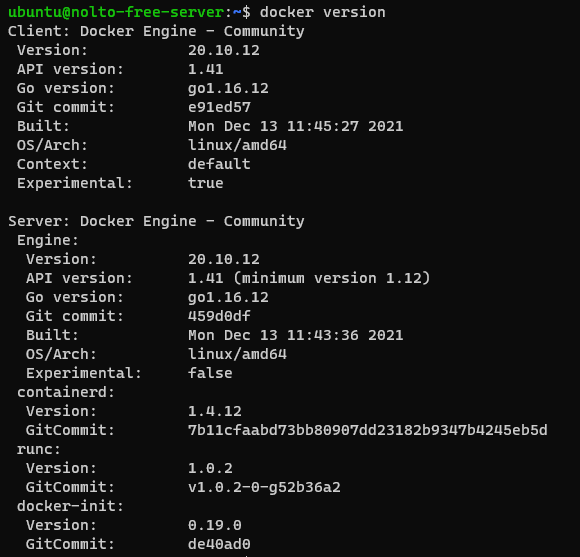 ubuntu@nolto-free-server:~$ docker version
Client: Docker Engine - Community
Version: 20.10.12
API version: 1.41
Go version: go1.16.12
Git commit: e91ed57
Built: Mon Dec 13 11:45:27 2021
OS/Arch: linux/amd64
Context: default
Experimental: true
Server: Docker Engine - Community
Engine:
Version: 20.10.12
API version: 1.41 (minimum version 1.12)
Go version: go1.16.12
Git commit: 459d0df
Built: Mon Dec 13 11:43:36 2021
OS/Arch: linux/amd64
Experimental: false
containerd:
Version: 1.4.12
GitCommit: 7b11cfaabd73bb80907dd23182b9347b4245eb5d
runc:
Version: 1.0.2
GitCommit: v1.0.2-0-g52b36a2
docker-init:
Version: 0.19.0
GitCommit: de40ad0